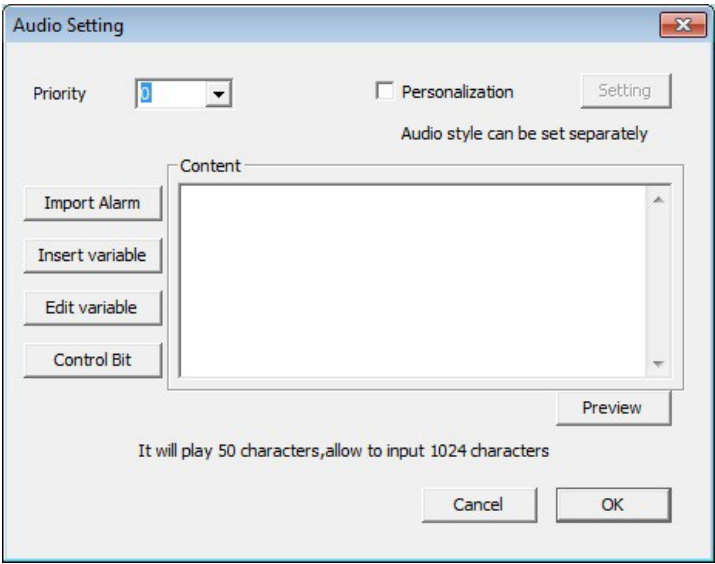 Audio Setting
Priority 0 Personalization Setting
Audio style can be set separately
Content
Import Alarm
Insert variable
Edit variable
Control Bit
Preview
It will play 50 characters,allow to input 1024 characters
Cancel OK